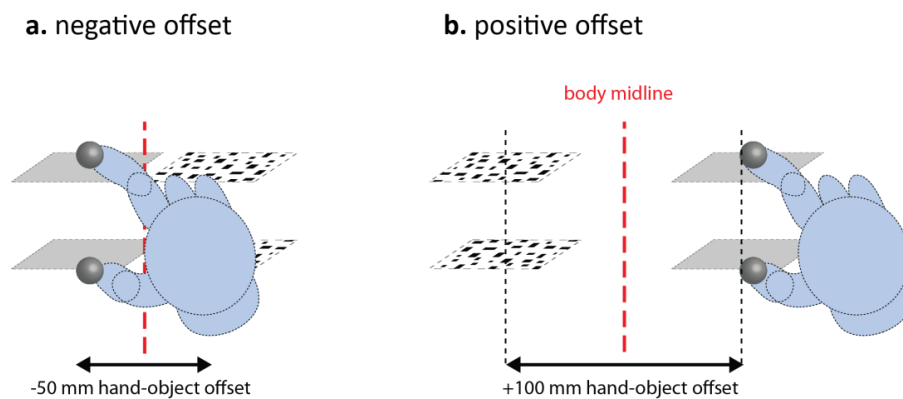 a. negative offset
b. positive offset
body midline
-50 mm hand-object offset
+100 mm hand-object offset